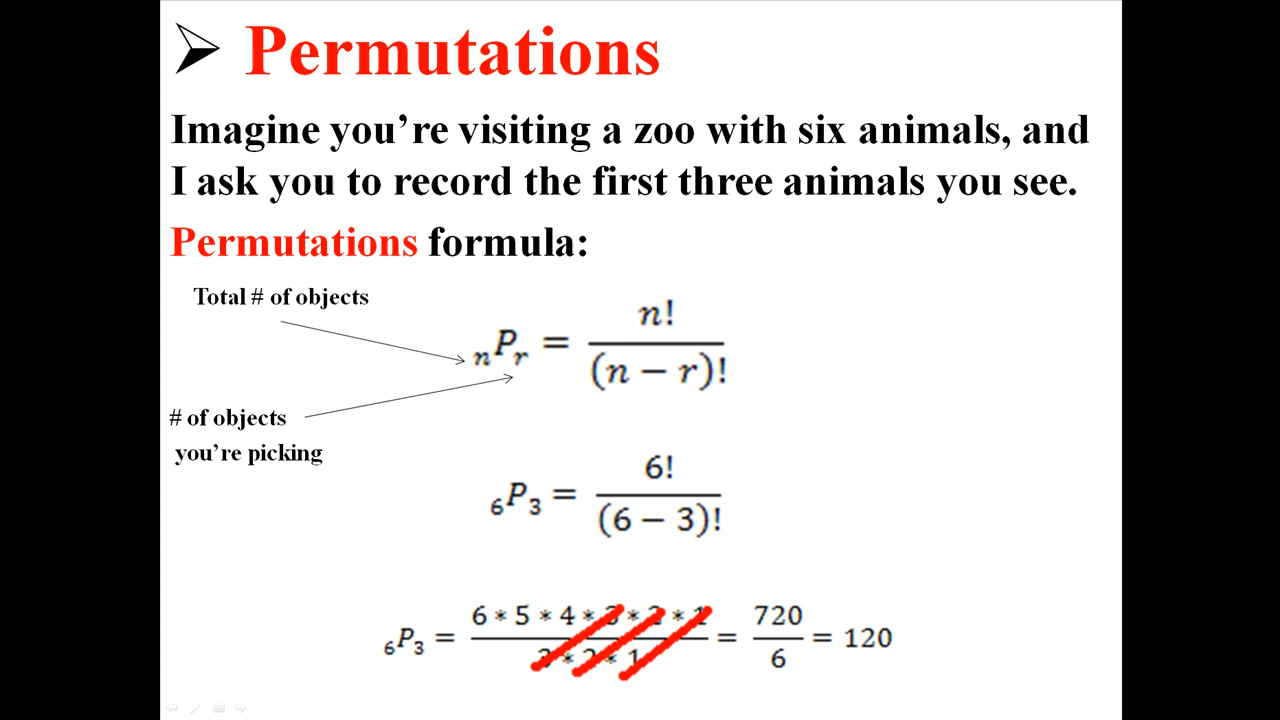 Permutations
Imagine you’re visiting a zoo with six animals, and
I ask you to record the first three animals you see.
Permutations formula:
Total # of objects
nPr = n! / (n − r)!
# of objects
you’re picking
6P3 = 6! / (6 − 3)!
6P3 = 6 * 5 * 4 * 3 * 2 * 1 / 3 * 2 * 1 = 720 / 6 = 120